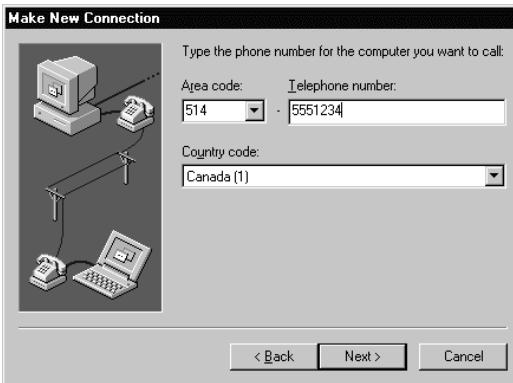 Make New Connection
Type the phone number for the computer you want to call:
Area code: Telephone number:
514 - 5551234
Country code:
Canada (1)
< Back Next > Cancel